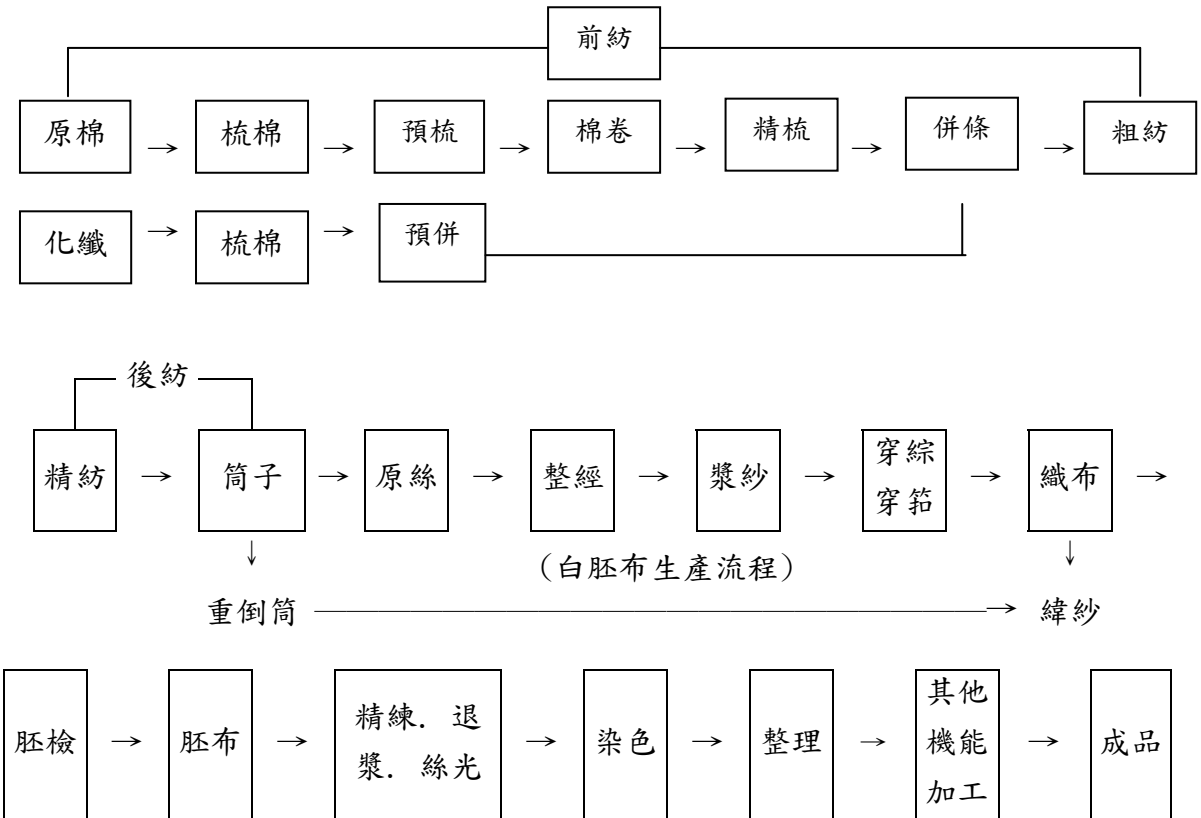 前紡
原棉 → 梳棉 → 預梳 → 棉卷 → 精梳 → 併條 → 粗紡
化纖 → 梳棉 → 預併
後紡
精紡 → 筒子 → 原絲 → 整經 → 漿紗 → 穿綜 → 織布 →
穿筘
↓ ↓
(白胚布生產流程)
重倒筒 → 緯紗
胚檢 → 胚布 → 精練. 退 → 染色 → 整理 → 其他 → 成品
漿. 絲光
機能
加工